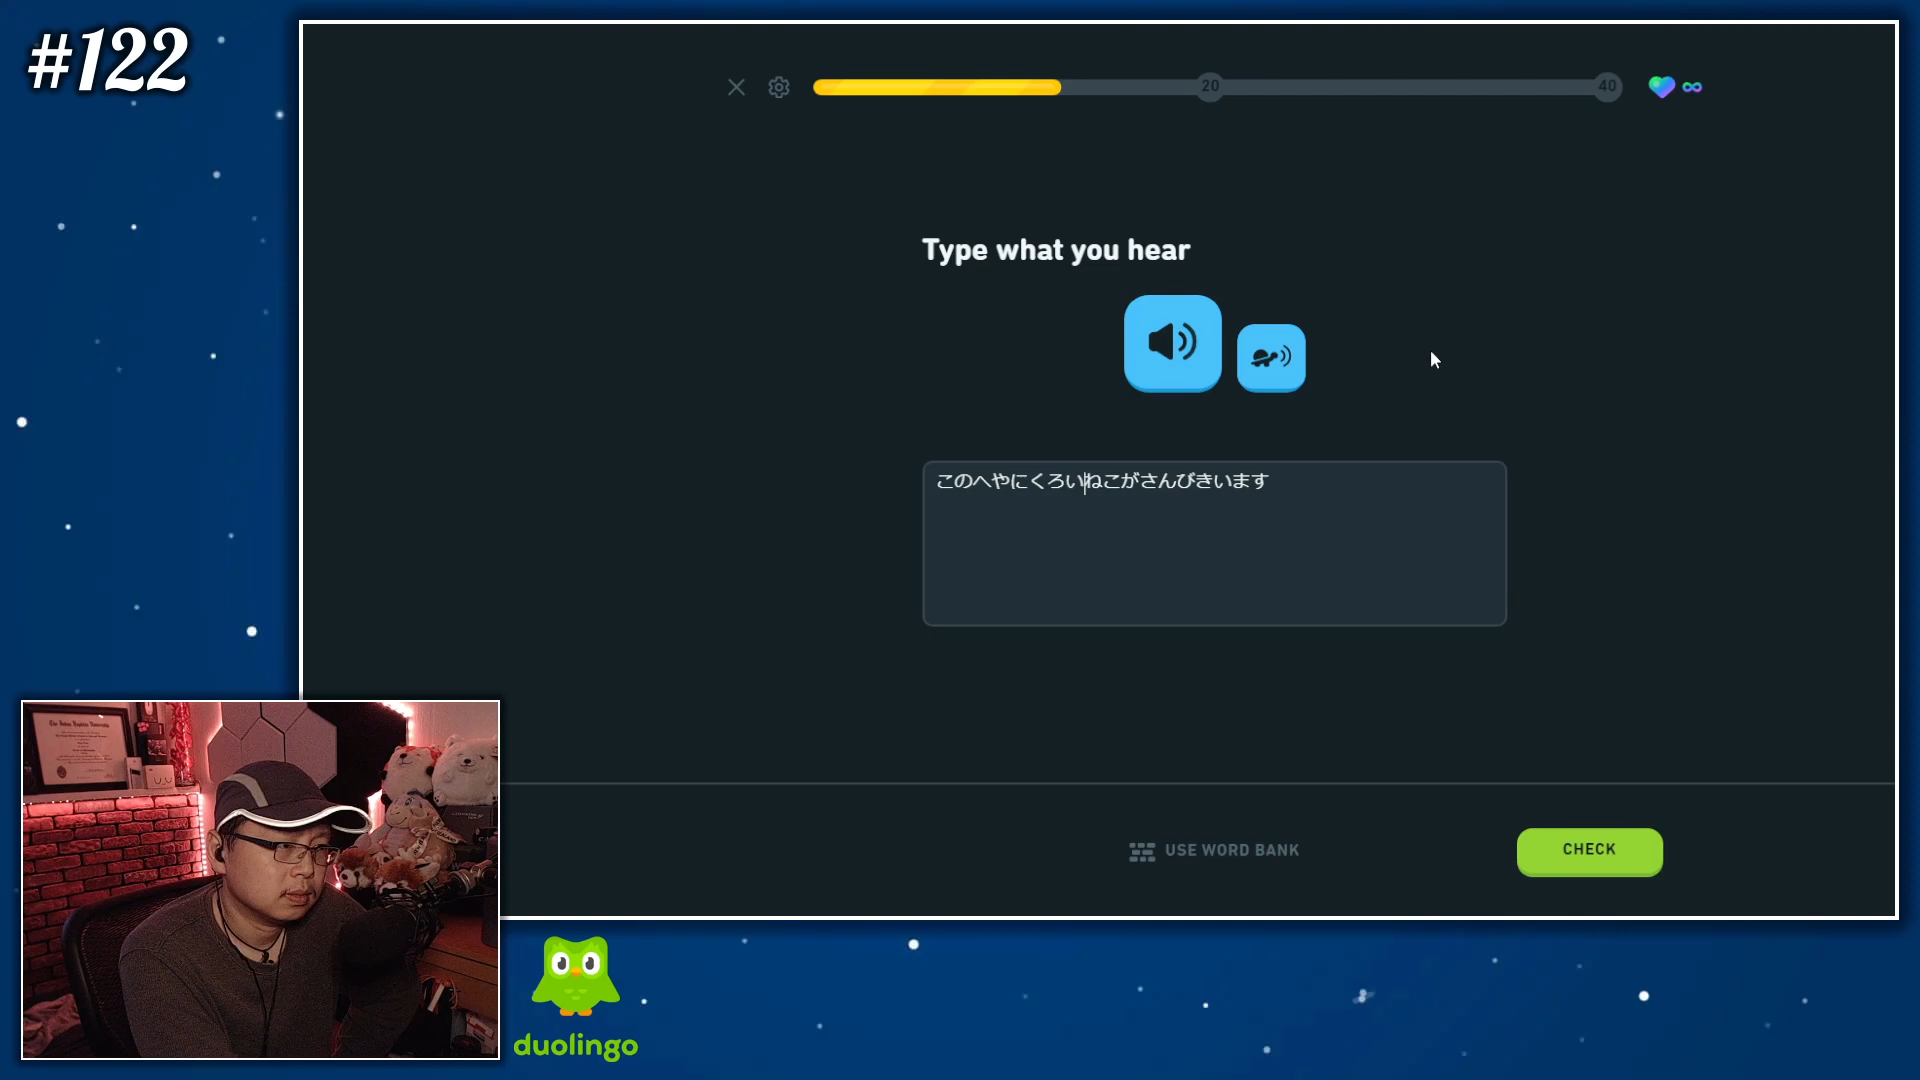 #122
20
40
Type what you hear
このへやにくろいねこがさんびきいます
USE WORD BANK
CHECK
duolingo